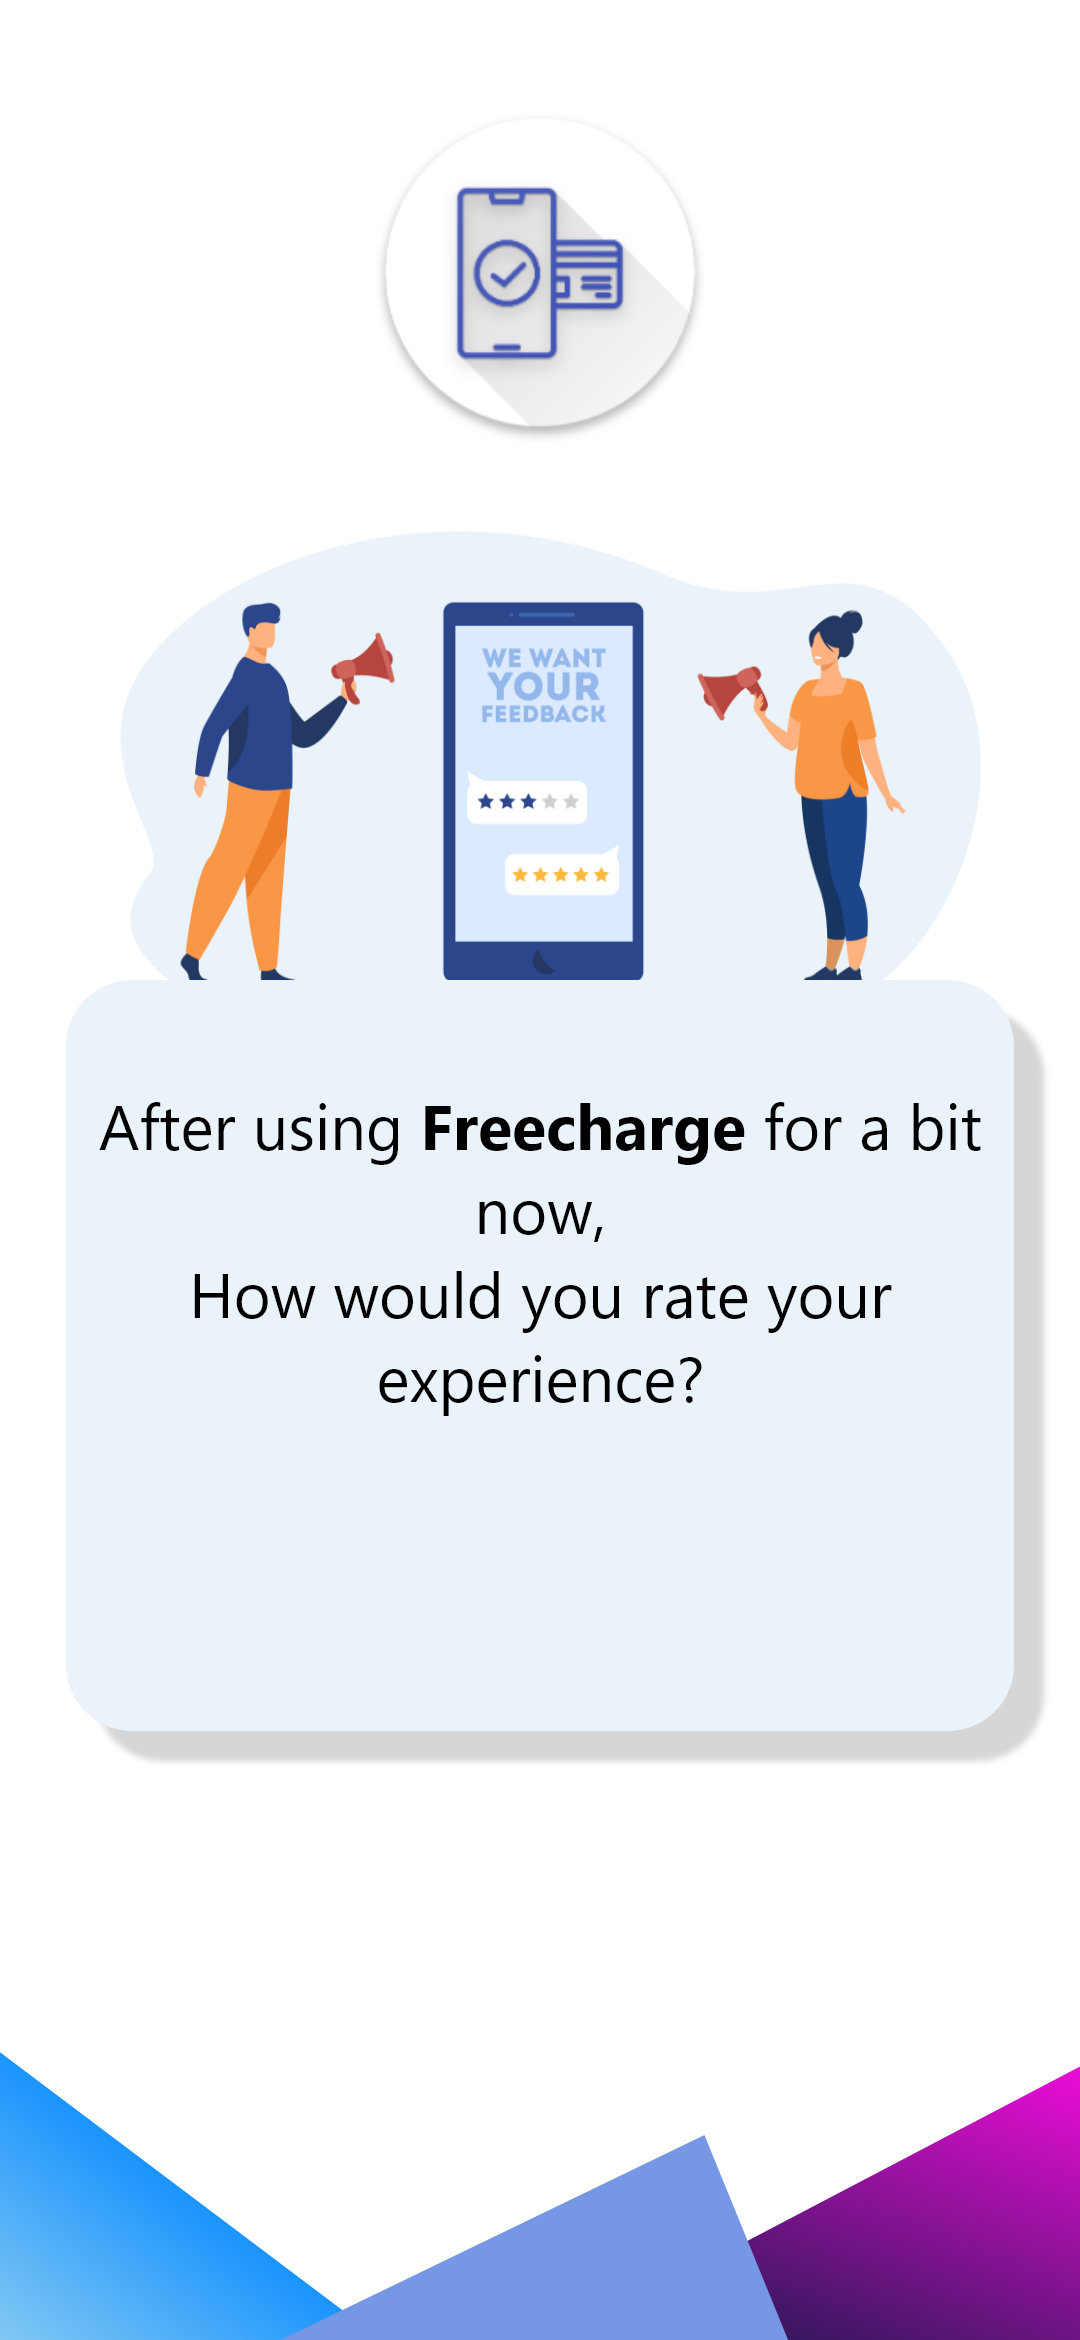 WE WANT
YOUR
FEEDBACK
After using Freecharge for a bit
now,
How would you rate your
experience?